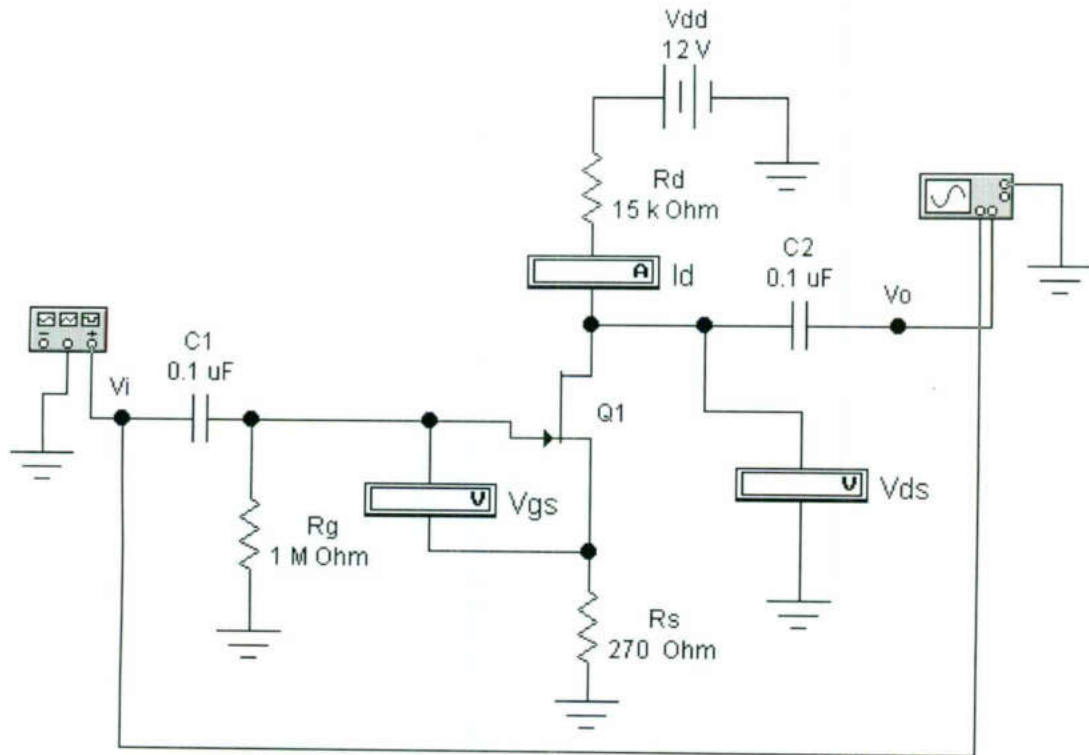 Vdd
12 V
Rd
15 k Ohm
A
Id
C2
0.1 uF
Vo
C1
0.1 uF
Vi
Q1
V
Vgs
V
Vds
Rg
1 M Ohm
Rs
270 Ohm